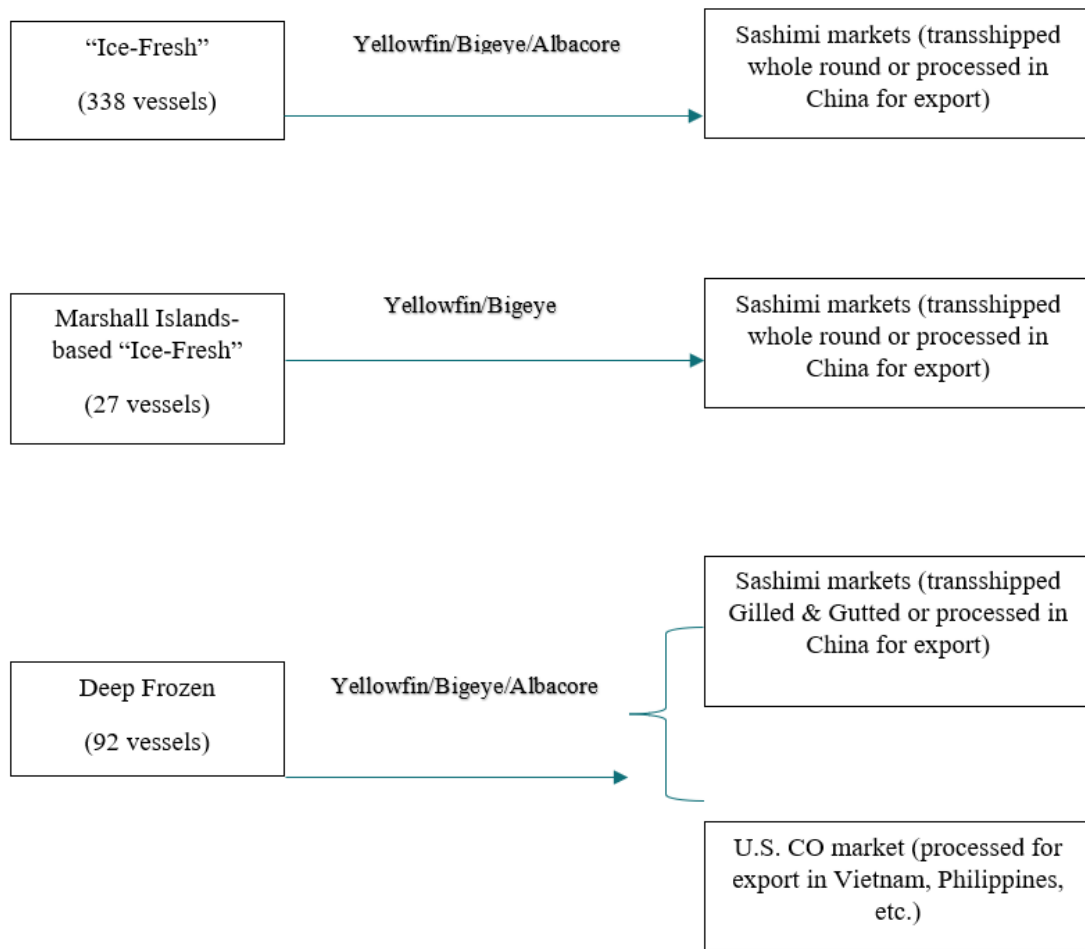 “Ice-Fresh”
(338 vessels)
Yellowfin/Bigeye/Albacore
Sashimi markets (transshipped
whole round or processed in
China for export)
Marshall Islands-
based “Ice-Fresh”
(27 vessels)
Yellowfin/Bigeye
Sashimi markets (transshipped
whole round or processed in
China for export)
Deep Frozen
(92 vessels)
Yellowfin/Bigeye/Albacore
Sashimi markets (transshipped
Gilled & Gutted or processed in
China for export)
U.S. CO market (processed for
export in Vietnam, Philippines,
etc.)